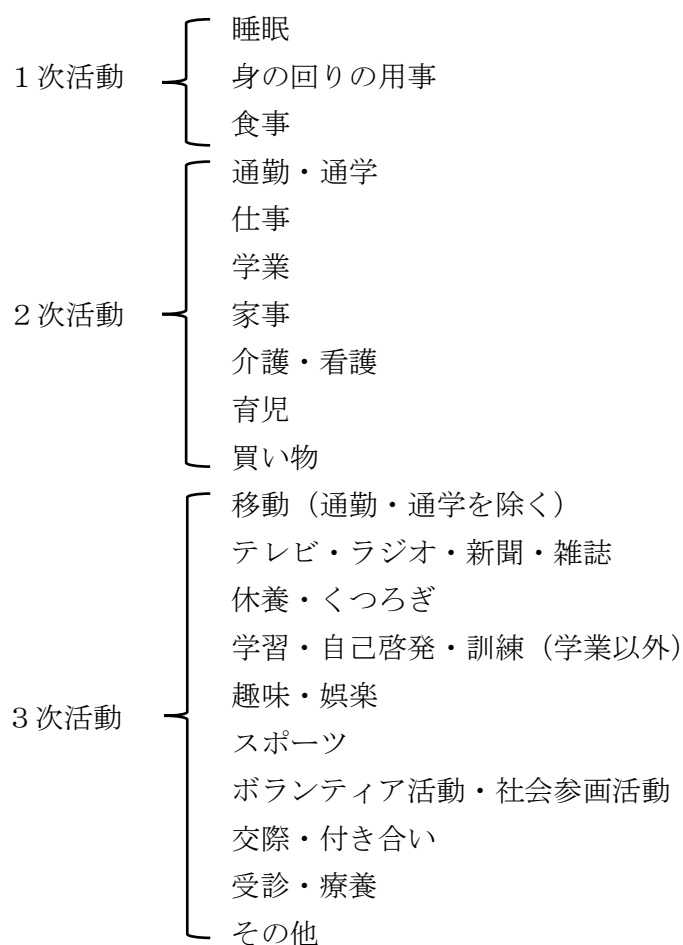 １次活動
睡眠
身の回りの用事
食事
２次活動
通勤・通学
仕事
学業
家事
介護・看護
育児
買い物
３次活動
移動（通勤・通学を除く）
テレビ・ラジオ・新聞・雑誌
休養・くつろぎ
学習・自己啓発・訓練（学業以外）
趣味・娯楽
スポーツ
ボランティア活動・社会参画活動
交際・付き合い
受診・療養
その他